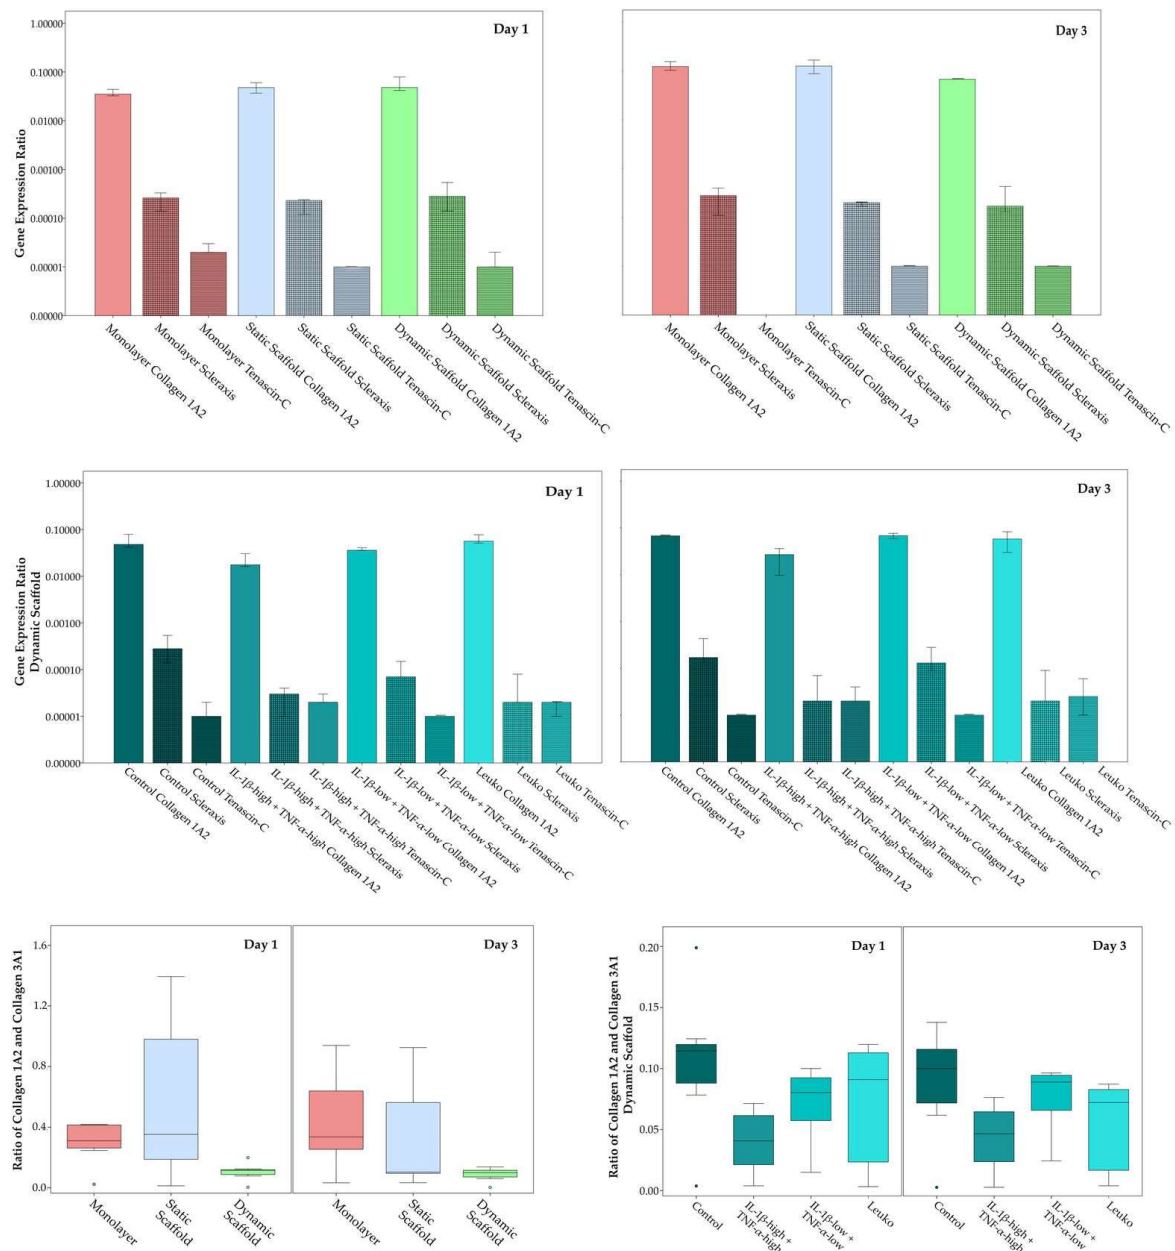 Day 1
Gene Expression Ratio
1.00000
0.10000
0.01000
0.00100
0.00010
0.00001
0.00000
Monolayer Collagen 1A2
Monolayer Scleraxis
Monolayer Tenascin-C
Static Scaffold Collagen 1A2
Static Scaffold Scleraxis
Static Scaffold Tenascin-C
Dynamic Scaffold Collagen 1A2
Dynamic Scaffold Scleraxis
Dynamic Scaffold Tenascin-C
Day 3
Monolayer Collagen 1A2
Monolayer Scleraxis
Monolayer Tenascin-C
Static Scaffold Collagen 1A2
Static Scaffold Scleraxis
Static Scaffold Tenascin-C
Dynamic Scaffold Collagen 1A2
Dynamic Scaffold Scleraxis
Dynamic Scaffold Tenascin-C
Day 1
Gene Expression Ratio
Dynamic Scaffold
1.00000
0.10000
0.01000
0.00100
0.00010
0.00001
0.00000
Control Collagen 1A2
Control Scleraxis
Control Tenascin-C
IL-1β-high + TNF-α-high Collagen 1A2
IL-1β-high + TNF-α-high Scleraxis
IL-1β-high + TNF-α-high Tenascin-C
IL-1β-low + TNF-α-low Collagen 1A2
IL-1β-low + TNF-α-low Scleraxis
IL-1β-low + TNF-α-low Tenascin-C
Leuko Collagen 1A2
Leuko Scleraxis
Leuko Tenascin-C
Day 3
Control Collagen 1A2
Control Scleraxis
Control Tenascin-C
IL-1β-high + TNF-α-high Collagen 1A2
IL-1β-high + TNF-α-high Scleraxis
IL-1β-high + TNF-α-high Tenascin-C
IL-1β-low + TNF-α-low Collagen 1A2
IL-1β-low + TNF-α-low Scleraxis
IL-1β-low + TNF-α-low Tenascin-C
Leuko Collagen 1A2
Leuko Scleraxis
Leuko Tenascin-C
Ratio of Collagen 1A2 and Collagen 3A1
1.6
1.2
0.8
0.4
0.0
Day 1
Monolayer
Static
Scaffold
Dynamic
Scaffold
Day 3
Monolayer
Static
Scaffold
Dynamic
Scaffold
Ratio of Collagen 1A2 and Collagen 3A1
Dynamic Scaffold
0.20
0.15
0.10
0.05
0.00
Day 1
Control
IL-1β-high +
TNF-α-high
IL-1β-low +
TNF-α-low
Leuko
Day 3
Control
IL-1β-high +
TNF-α-high
IL-1β-low +
TNF-α-low
Leuko